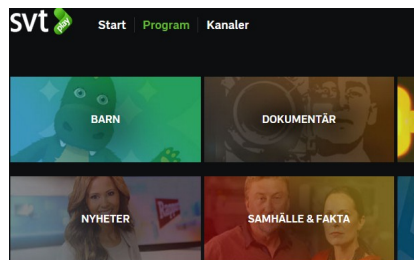 svt play Start Program Kanaler
BARN DOKUMENTÄR
NYHETER SAMHÄLLE & FAKTA